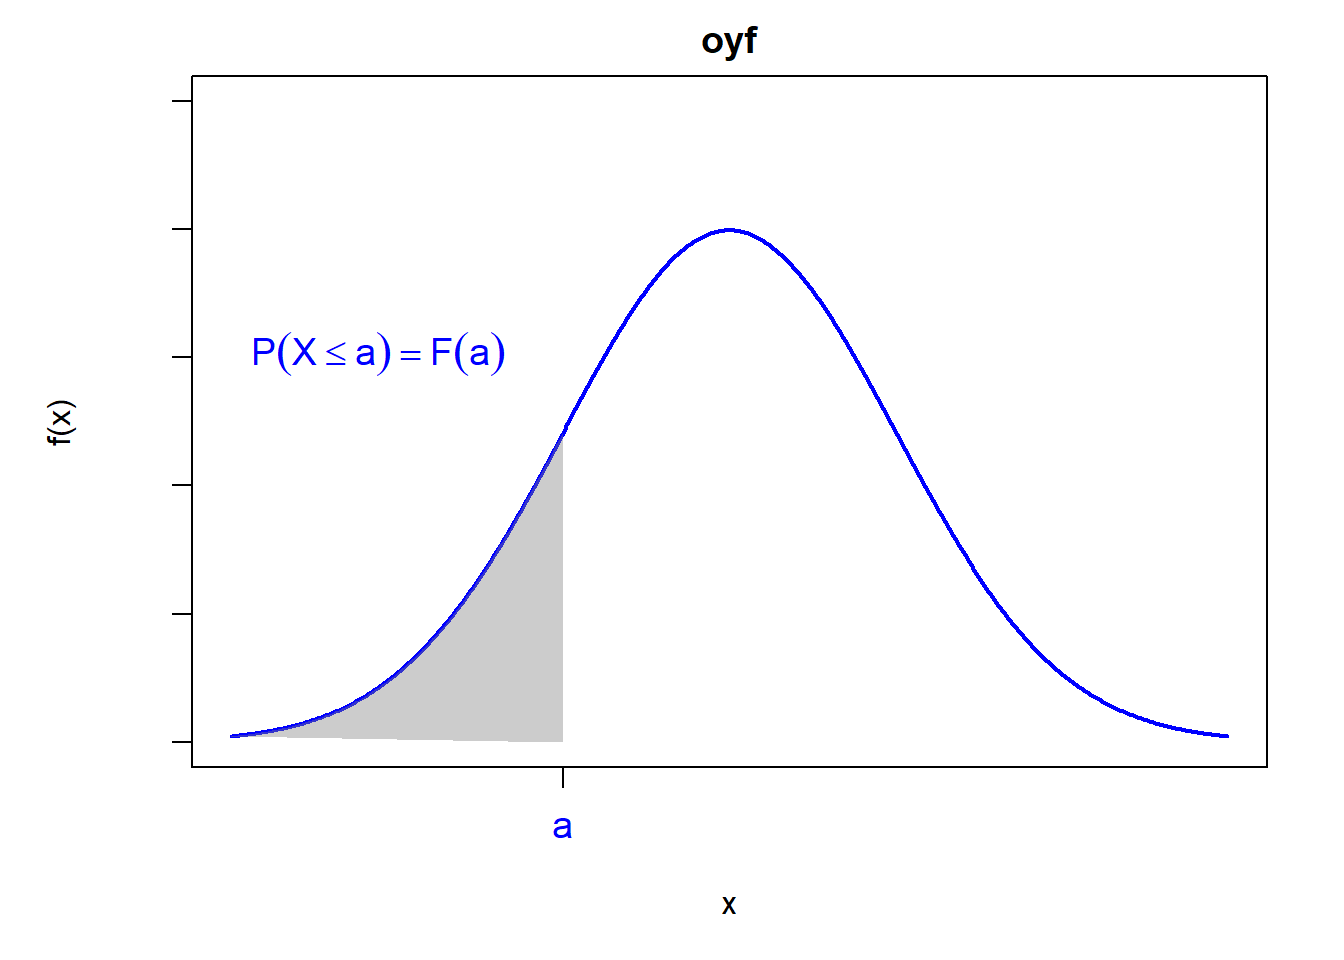 oyf
P(X ≤ a) = F(a)
f(x)
a
x